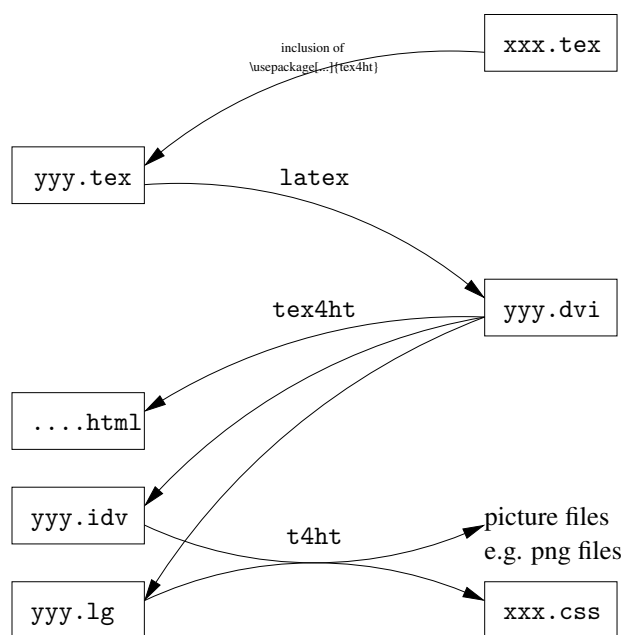 inclusion of
\usepackage[...]{tex4ht}
xxx.tex
yyy.tex
latex
tex4ht
yyy.dvi
....html
yyy.idv
t4ht
picture files
e.g. png files
yyy.lg
xxx.css